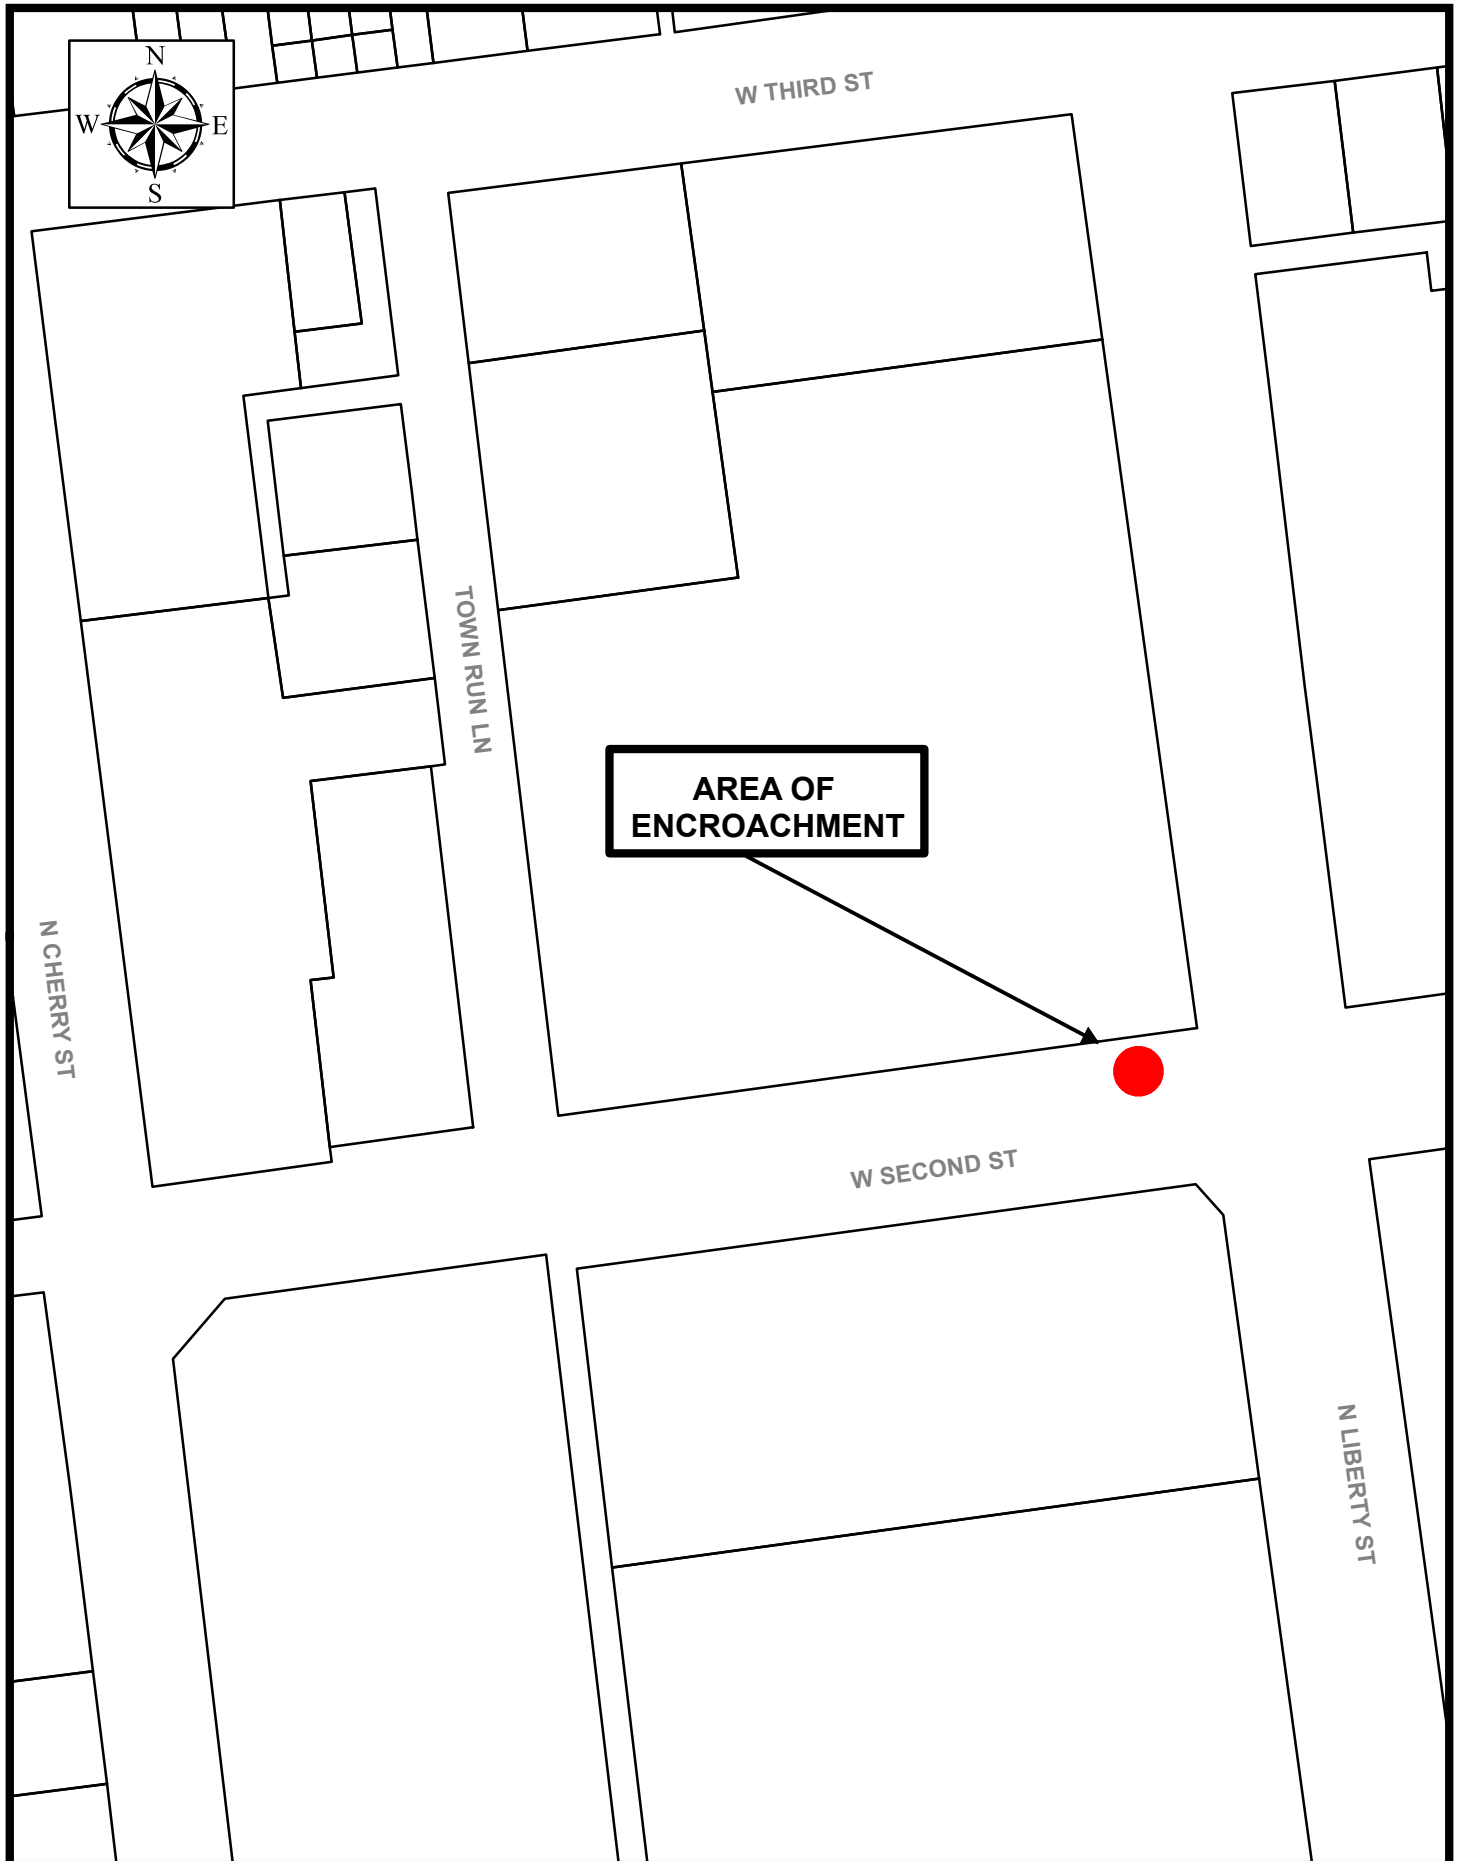 N
W E
S
W THIRD ST
TOWN RUN LN
AREA OF
ENCROACHMENT
N CHERRY ST
W SECOND ST
N LIBERTY ST